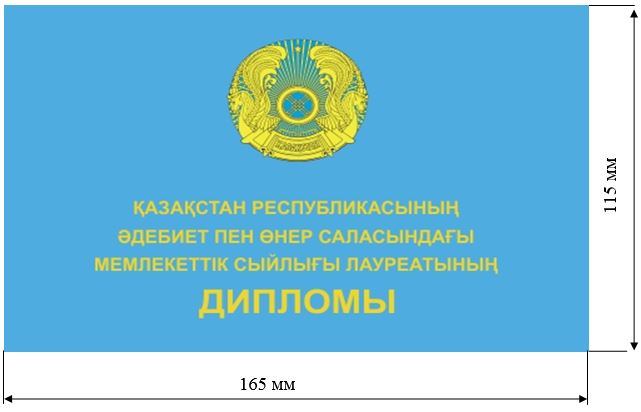 ҚАЗАҚСТАН РЕСПУБЛИКАСЫНЫҢ
ӘДЕБИЕТ ПЕН ӨНЕР САЛАСЫНДАҒЫ
МЕМЛЕКЕТТІК СЫЙЛЫҒЫ ЛАУРЕАТЫНЫҢ
ДИПЛОМЫ
115 мм
165 мм